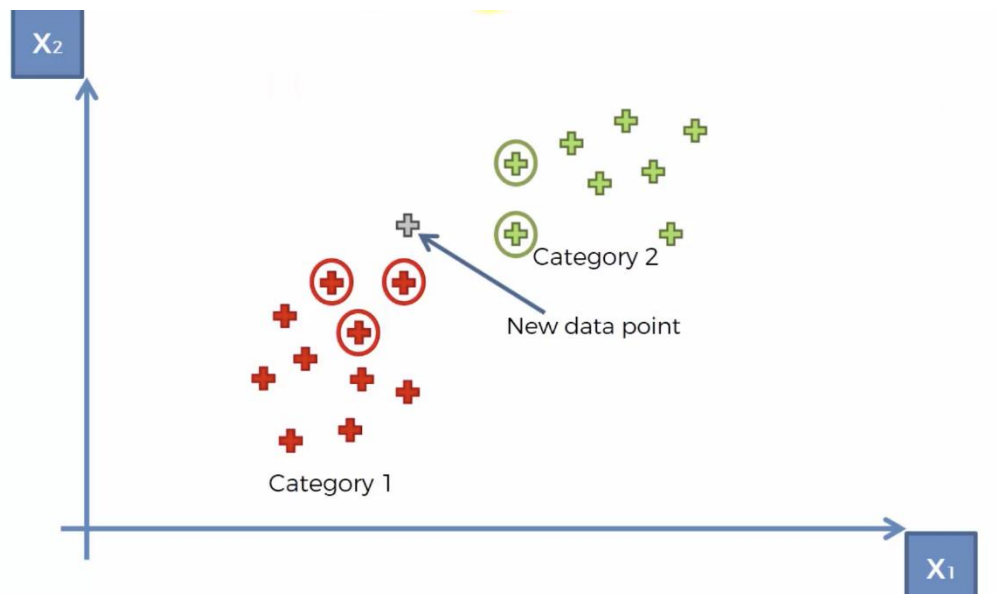 X₂
Category 2
New data point
Category 1
X₁